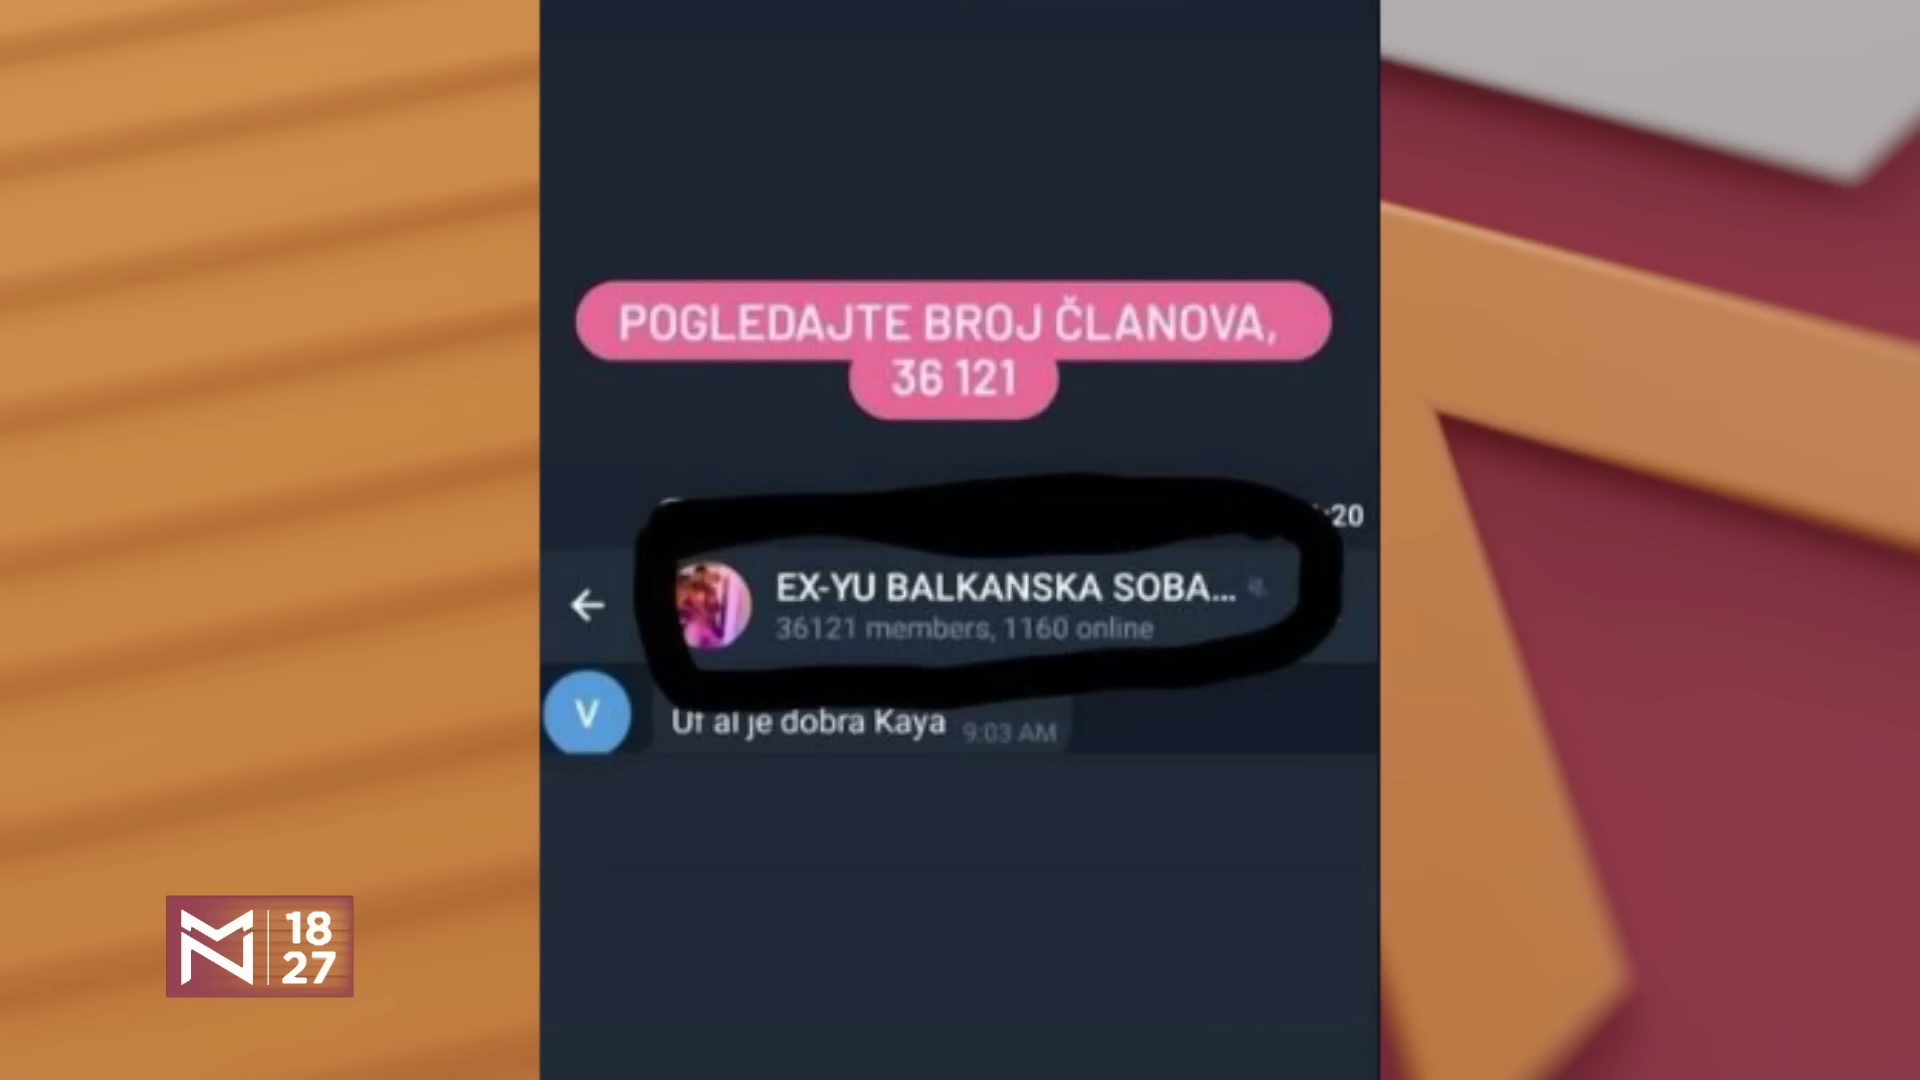 POGLEDAJTE BROJ ČLANOVA,
36 121
:20
EX-YU BALKANSKA SOBA...
36121 members, 1160 online
V
Uf al je dobra Kaya 9:03 AM
18
27